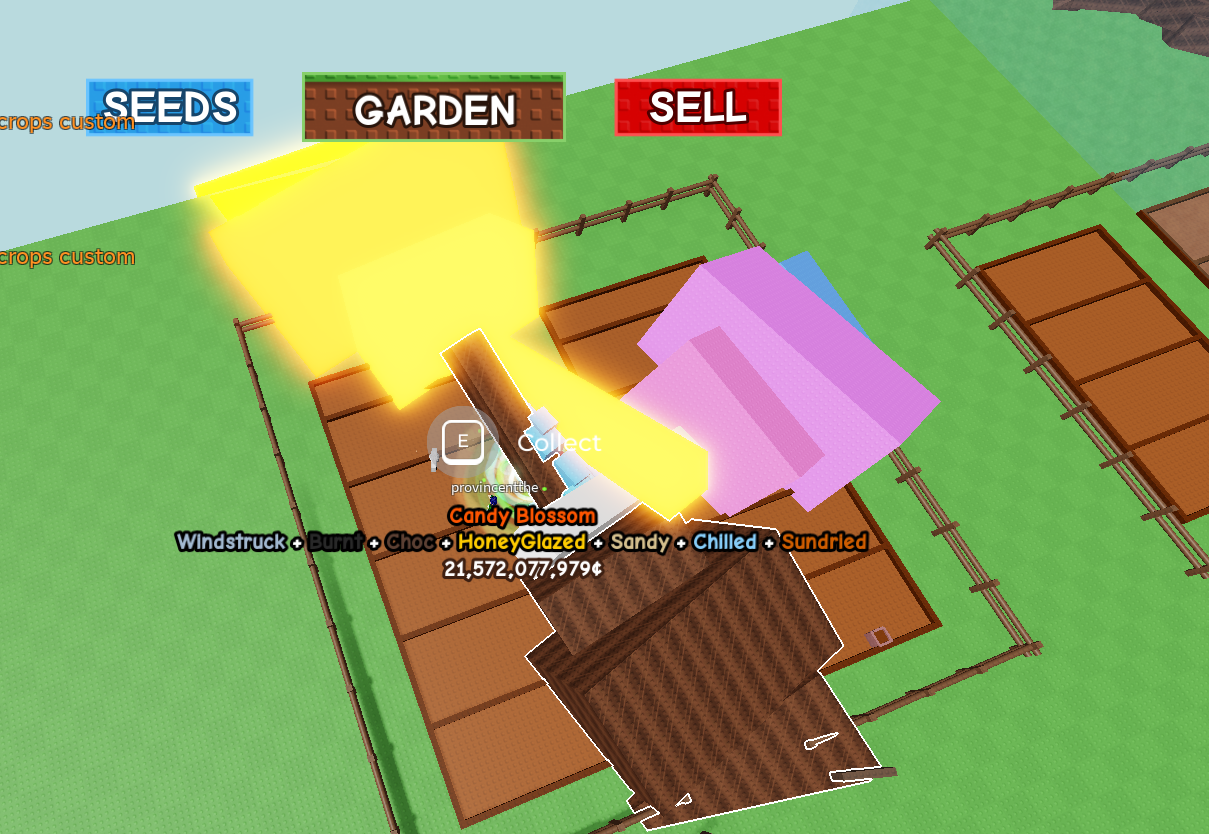 SEEDS
GARDEN
SELL
crops custom
crops custom
E
Collect
provincentthe
Candy Blossom
Windstruck + Burnt + Choc + HoneyGlazed + Sandy + Chilled + Sundried
21,572,077,979¢